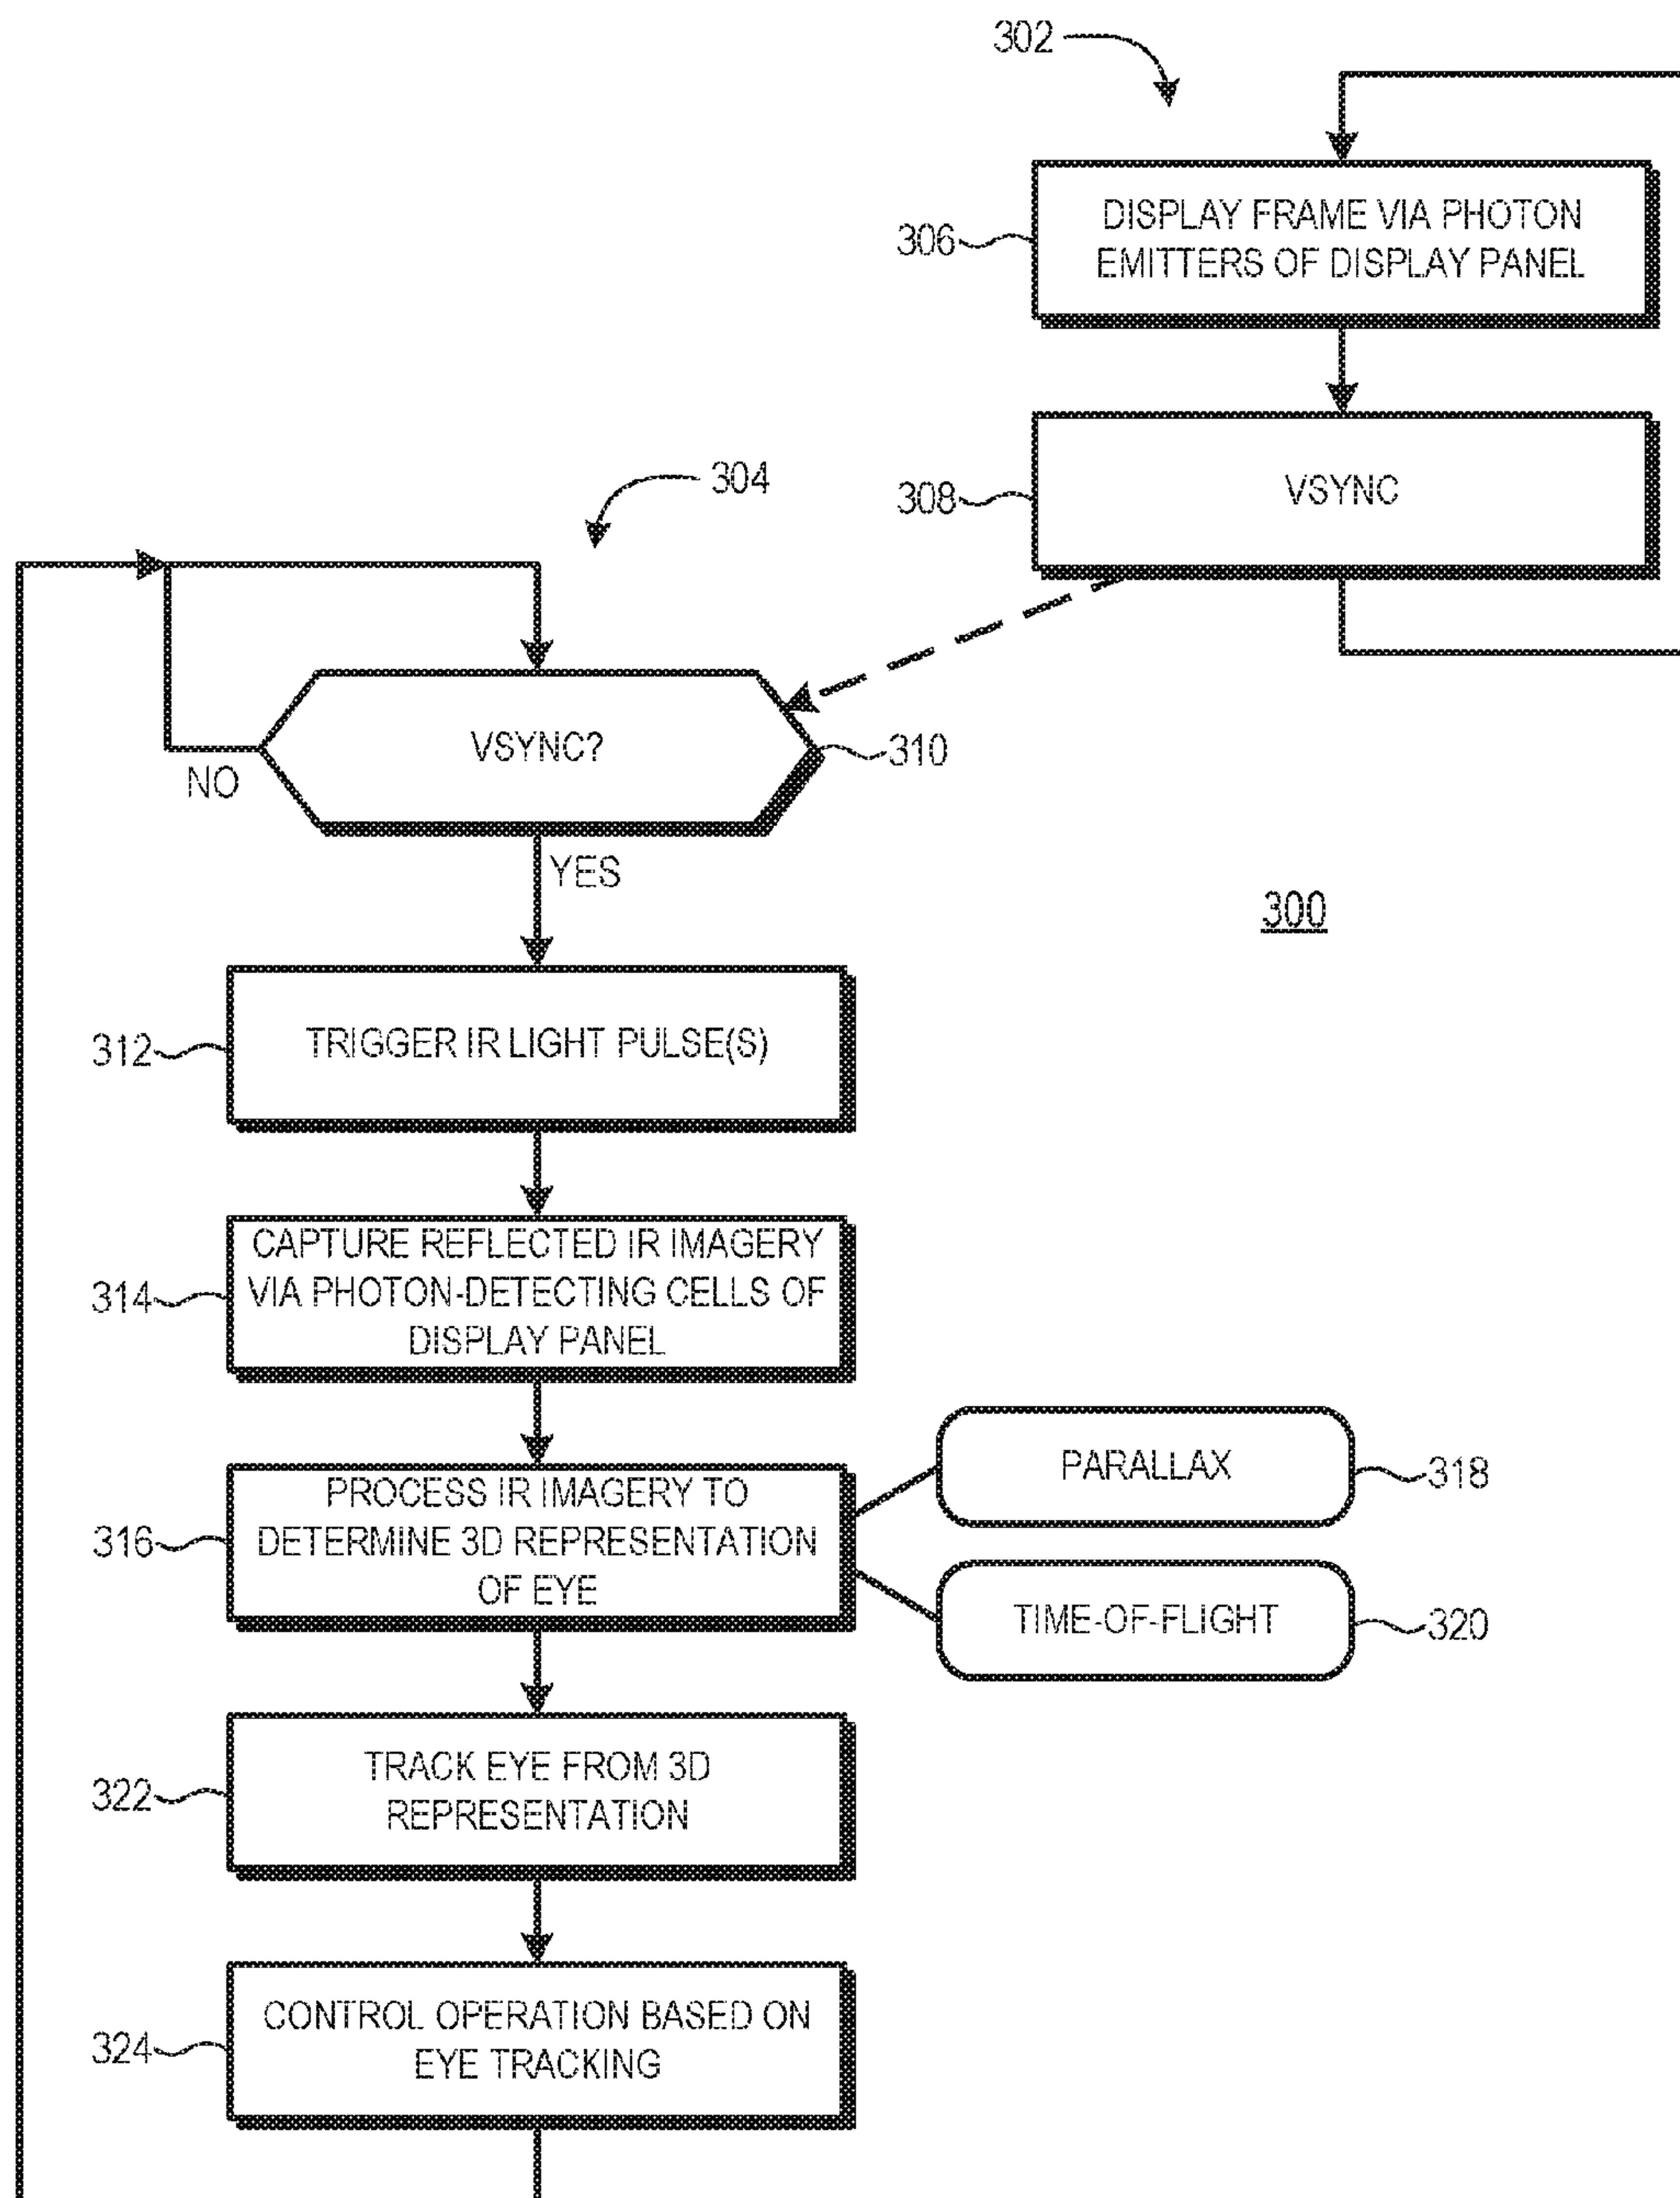 302
DISPLAY FRAME VIA PHOTON
EMITTERS OF DISPLAY PANEL
306
VSYNC
308
304
VSYNC?
310
NO
YES
300
TRIGGER IR LIGHT PULSE(S)
312
CAPTURE REFLECTED IR IMAGERY
VIA PHOTON-DETECTING CELLS OF
DISPLAY PANEL
314
PROCESS IR IMAGERY TO
DETERMINE 3D REPRESENTATION
OF EYE
316
PARALLAX
318
TIME-OF-FLIGHT
320
TRACK EYE FROM 3D
REPRESENTATION
322
CONTROL OPERATION BASED ON
EYE TRACKING
324